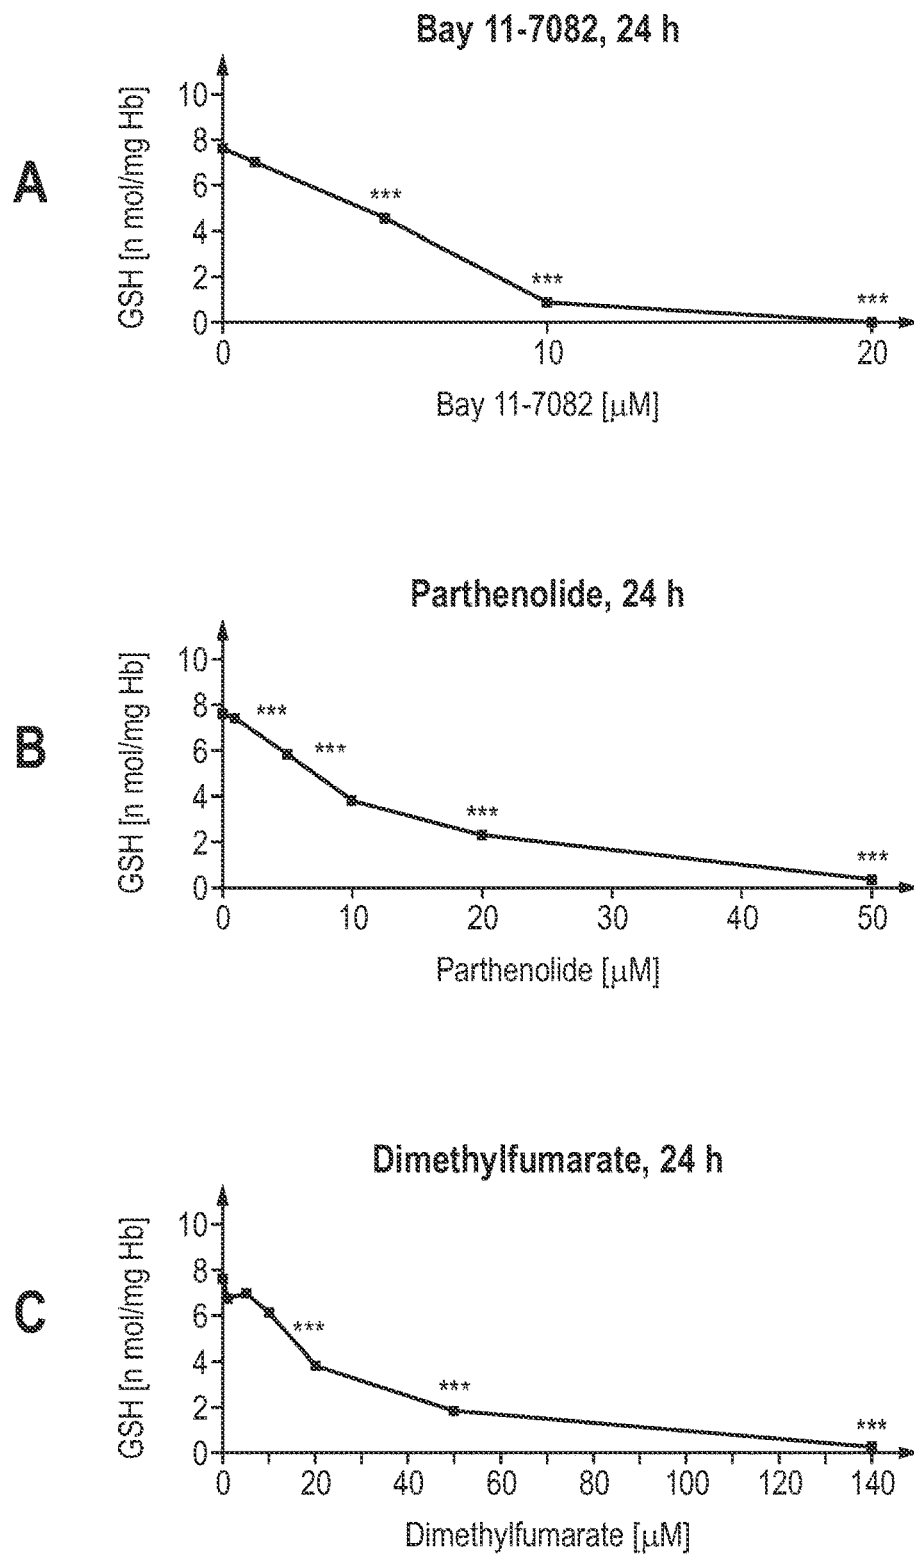 Bay 11-7082, 24 h
A
GSH [n mol/mg Hb]
10
8
6
4
2
0
***
***
***
0 10 20
Bay 11-7082 [μM]
Parthenolide, 24 h
B
GSH [n mol/mg Hb]
10
8
6
4
2
0
***
***
***
***
0 10 20 30 40 50
Parthenolide [μM]
Dimethylfumarate, 24 h
C
GSH [n mol/mg Hb]
10
8
6
4
2
0
***
***
***
0 20 40 60 80 100 120 140
Dimethylfumarate [μM]